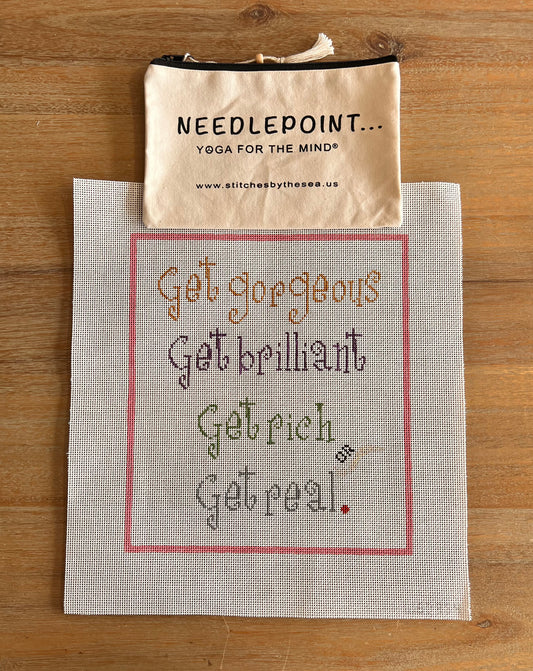 NEEDLEPOINT...
YOGA FOR THE MIND®
www.stitchesbythesea.us
Get gorgeous
Get brilliant
Get rich
OR
Get real.